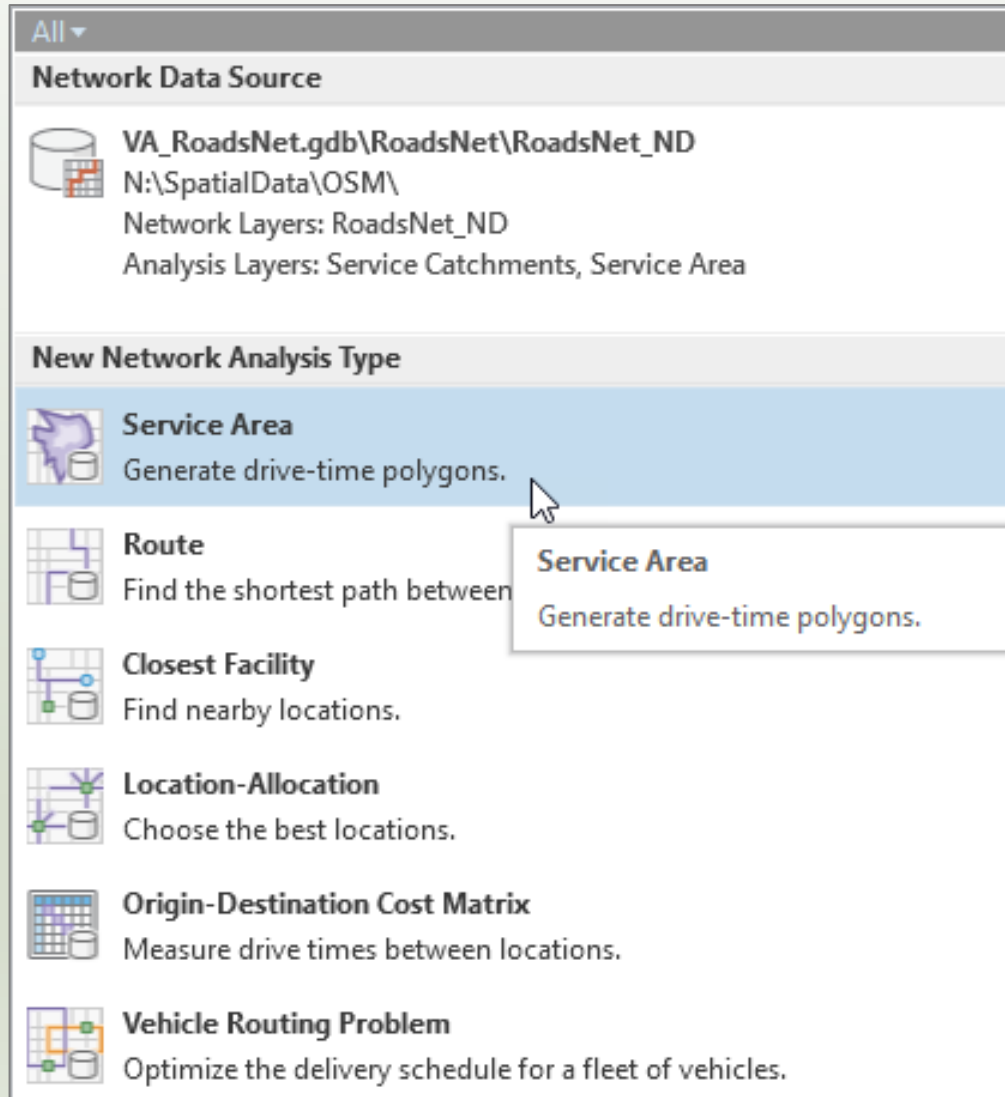 All
Network Data Source
VA_RoadsNet.gdb\RoadsNet\RoadsNet_ND
N:\SpatialData\OSM\
Network Layers: RoadsNet_ND
Analysis Layers: Service Catchments, Service Area
New Network Analysis Type
Service Area
Generate drive-time polygons.
Route
Find the shortest path between
Service Area
Generate drive-time polygons.
Closest Facility
Find nearby locations.
Location-Allocation
Choose the best locations.
Origin-Destination Cost Matrix
Measure drive times between locations.
Vehicle Routing Problem
Optimize the delivery schedule for a fleet of vehicles.